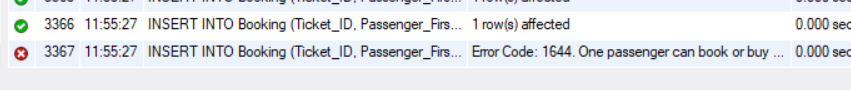 3366 11:55:27 INSERT INTO Booking (Ticket_ID, Passenger_Firs... 1 row(s) affected 0.000 sec
3367 11:55:27 INSERT INTO Booking (Ticket_ID, Passenger_Firs... Error Code: 1644. One passenger can book or buy ... 0.000 sec